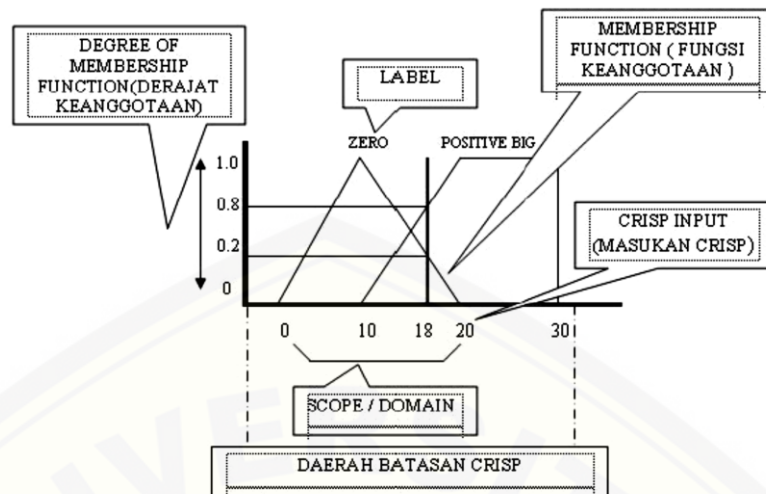 DEGREE OF
MEMBERSHIP
FUNCTION(DERAJAT
KEANGGOTAAN)
LABEL
MEMBERSHIP
FUNCTION ( FUNGSI
KEANGGOTAAN )
ZERO
POSITIVE BIG
1.0
0.8
0.2
0
CRISP INPUT
(MASUKAN CRISP)
0 10 18 20 30
SCOPE / DOMAIN
DAERAH BATASAN CRISP